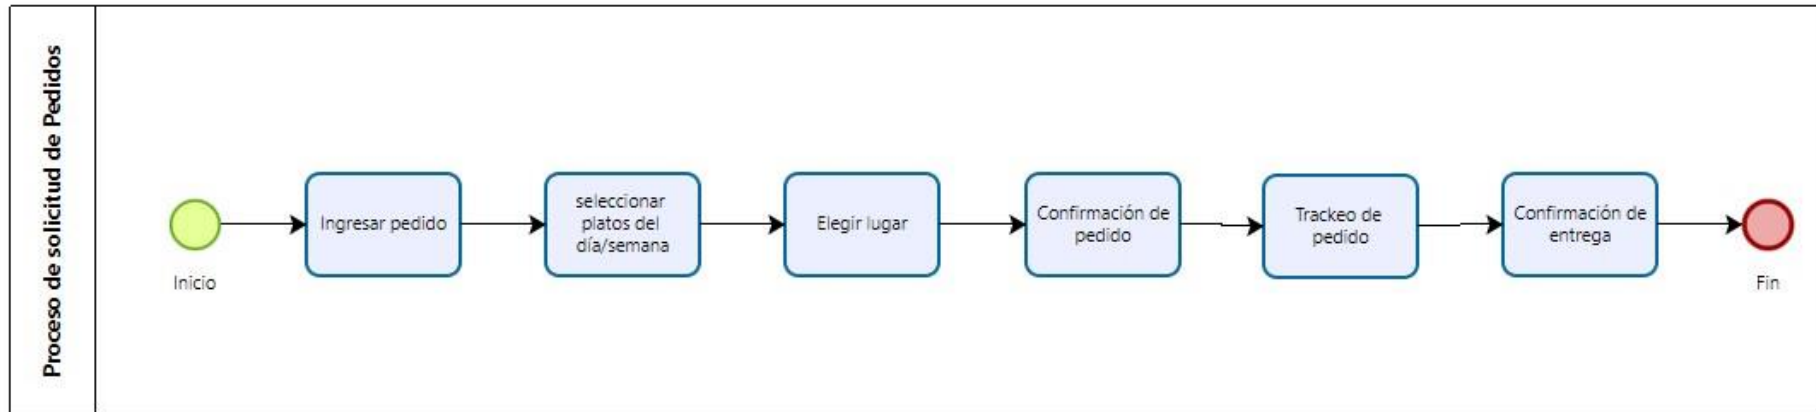 Proceso de solicitud de Pedidos
Inicio
Ingresar pedido
seleccionar
platos del
día/semana
Elegir lugar
Confirmación de
pedido
Trackeo de
pedido
Confirmación de
entrega
Fin